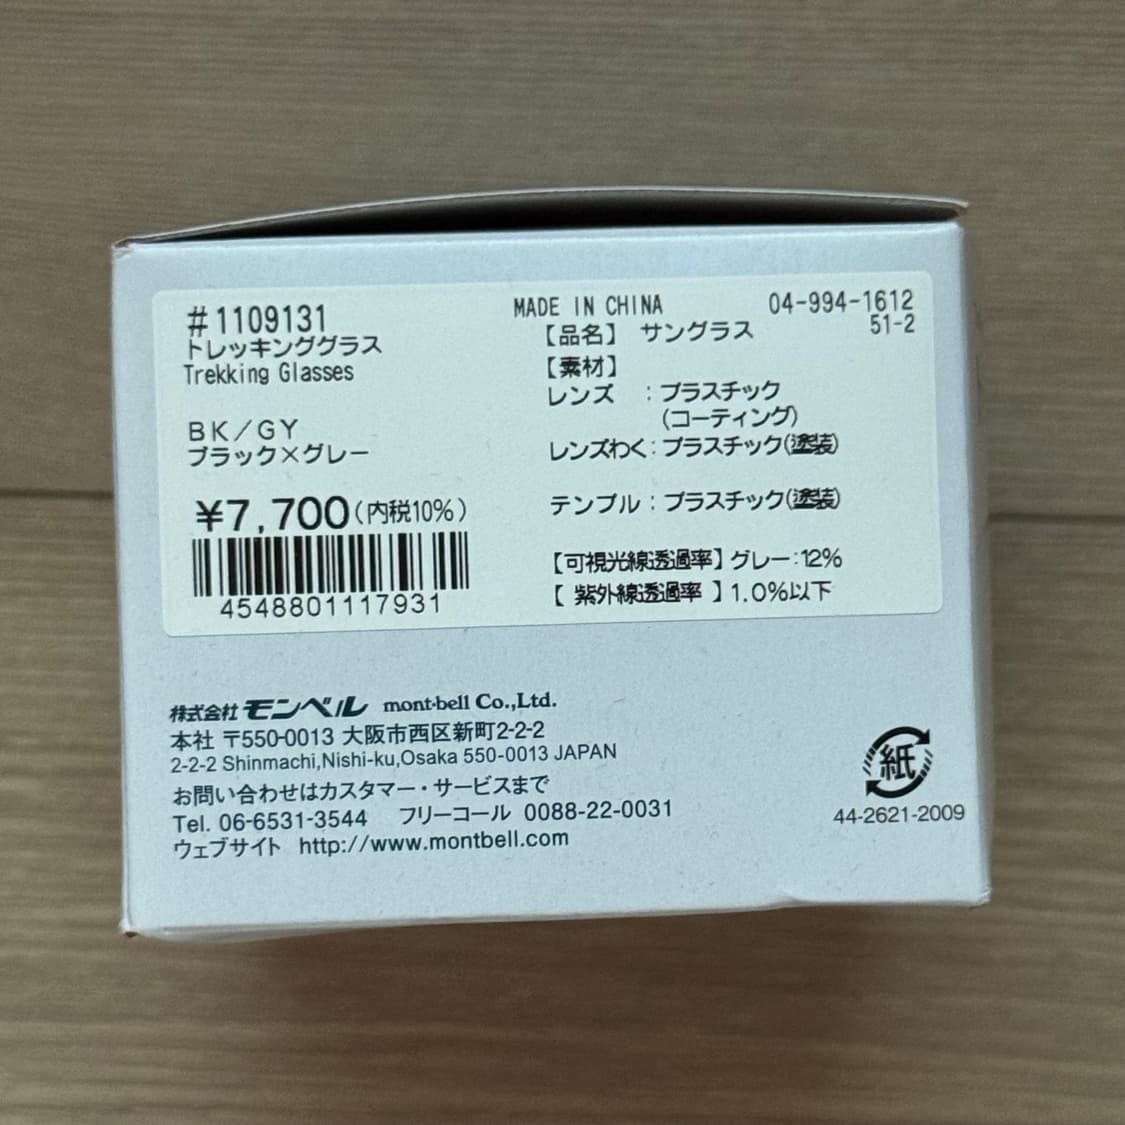 #1109131
トレッキンググラス
Trekking Glasses
BK/GY
ブラック×グレー
¥7,700(内税10%)
4548801117931
MADE IN CHINA
04-994-1612
51-2
【品名】 サングラス
【素材】
レンズ :プラスチック
(コーティング)
レンズわく:プラスチック(塗装)
テンプル:プラスチック(塗装)
【可視光線透過率】グレー:12%
【 紫外線透過率 】1.0%以下
株式会社 モンベル mont-bell Co.,Ltd.
本社 〒550-0013 大阪市西区新町2-2-2
2-2-2 Shinmachi,Nishi-ku,Osaka 550-0013 JAPAN
お問い合わせはカスタマー・サービスまで
Tel. 06-6531-3544 フリーコール 0088-22-0031
ウェブサイト http://www.montbell.com
紙
44-2621-2009